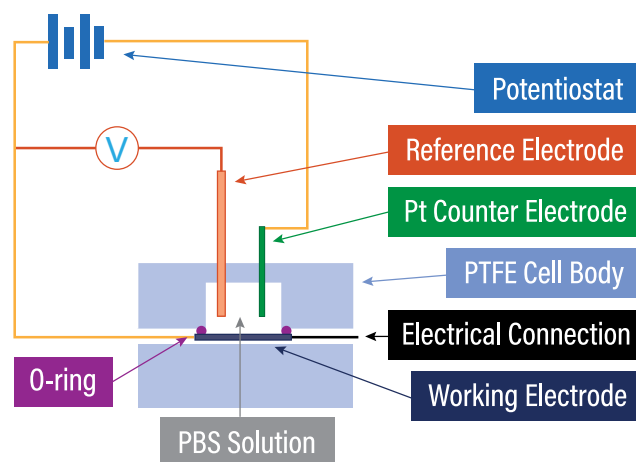 Potentiostat
V
Reference Electrode
Pt Counter Electrode
PTFE Cell Body
Electrical Connection
O-ring
Working Electrode
PBS Solution